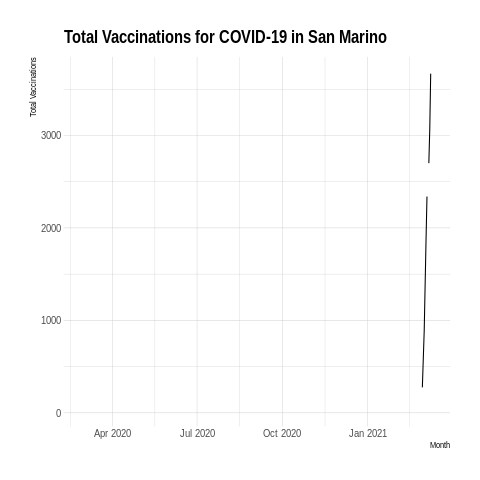 Total Vaccinations for COVID-19 in San Marino
Total Vaccinations
3000
2000
1000
0
Apr 2020 Jul 2020 Oct 2020 Jan 2021
Month